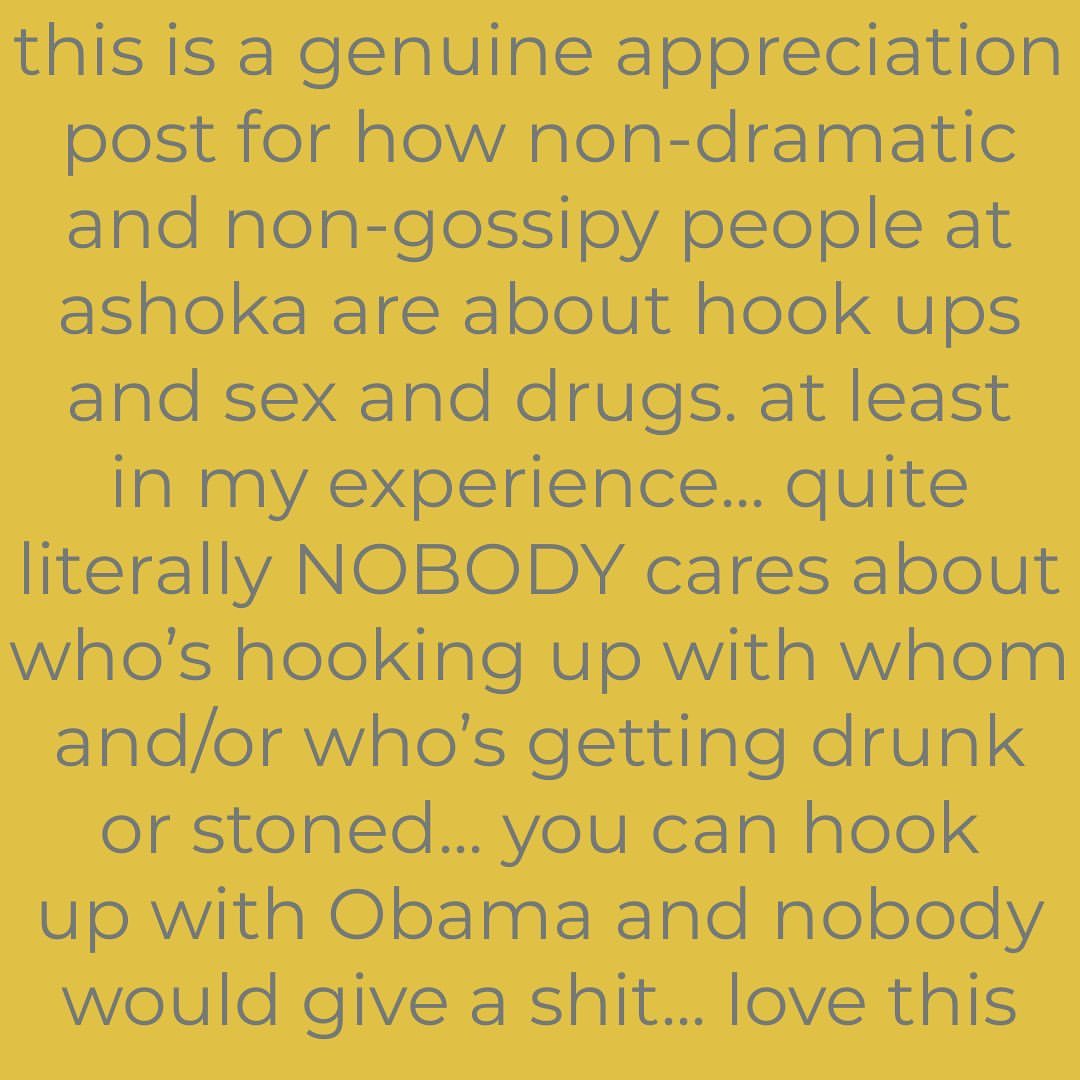 this is a genuine appreciation
post for how non-dramatic
and non-gossipy people at
ashoka are about hook ups
and sex and drugs. at least
in my experience... quite
literally NOBODY cares about
who’s hooking up with whom
and/or who’s getting drunk
or stoned... you can hook
up with Obama and nobody
would give a shit... love this